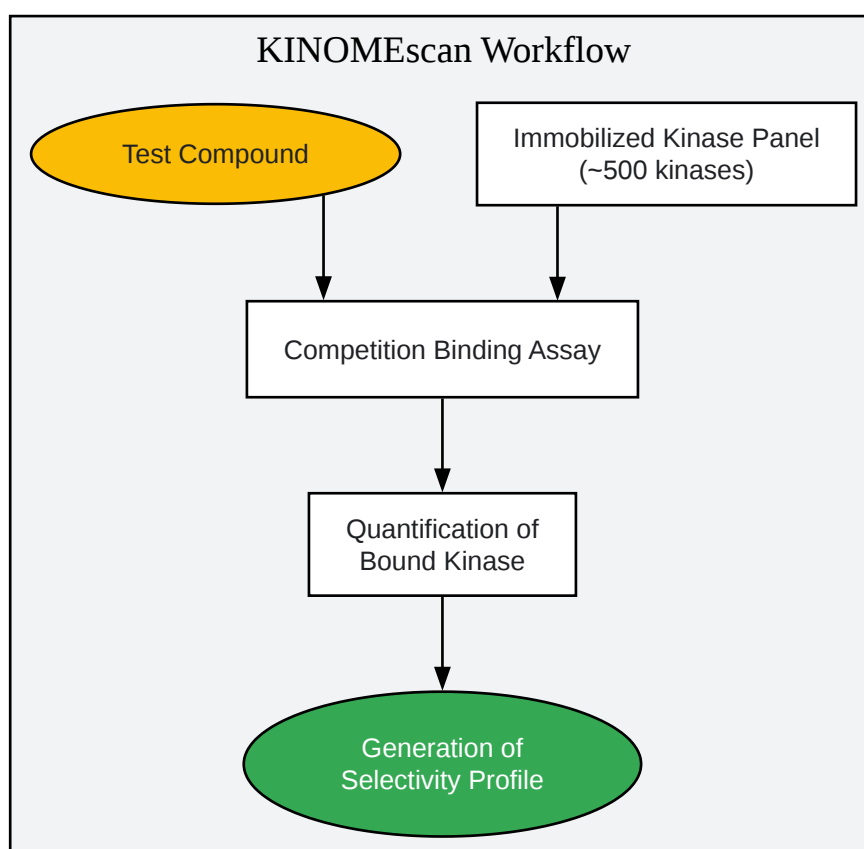 KINOMEscan Workflow
Test Compound
Immobilized Kinase Panel
(~500 kinases)
Competition Binding Assay
Quantification of
Bound Kinase
Generation of
Selectivity Profile